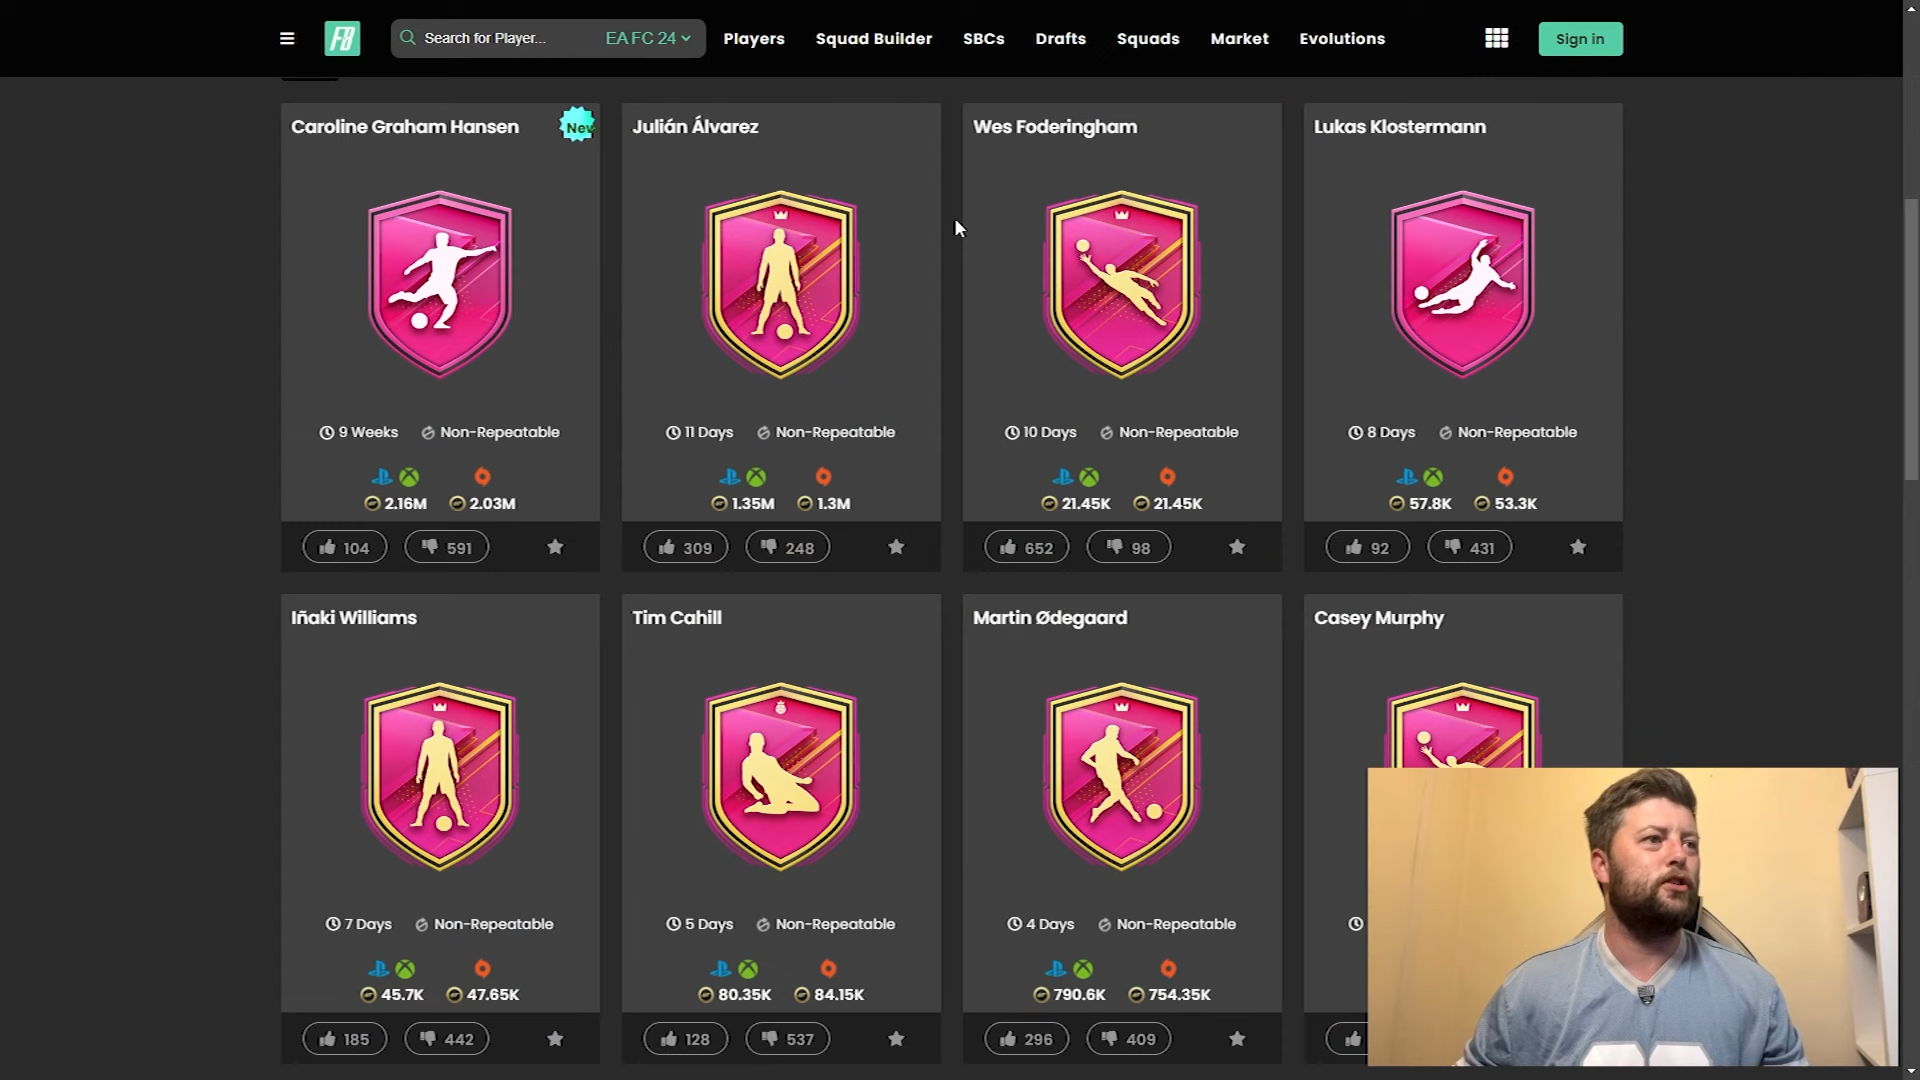 F8
Search for Player...
EA FC 24
Players
Squad Builder
SBCs
Drafts
Squads
Market
Evolutions
Sign in
Caroline Graham Hansen
New
Julián Álvarez
Wes Foderingham
Lukas Klostermann
9 Weeks
Non-Repeatable
11 Days
Non-Repeatable
10 Days
Non-Repeatable
8 Days
Non-Repeatable
2.16M
2.03M
1.35M
1.3M
21.45K
21.45K
57.8K
53.3K
104
591
309
248
652
98
92
431
Iñaki Williams
Tim Cahill
Martin Ødegaard
Casey Murphy
7 Days
Non-Repeatable
5 Days
Non-Repeatable
4 Days
Non-Repeatable
45.7K
47.65K
80.35K
84.15K
790.6K
754.35K
185
442
128
537
296
409